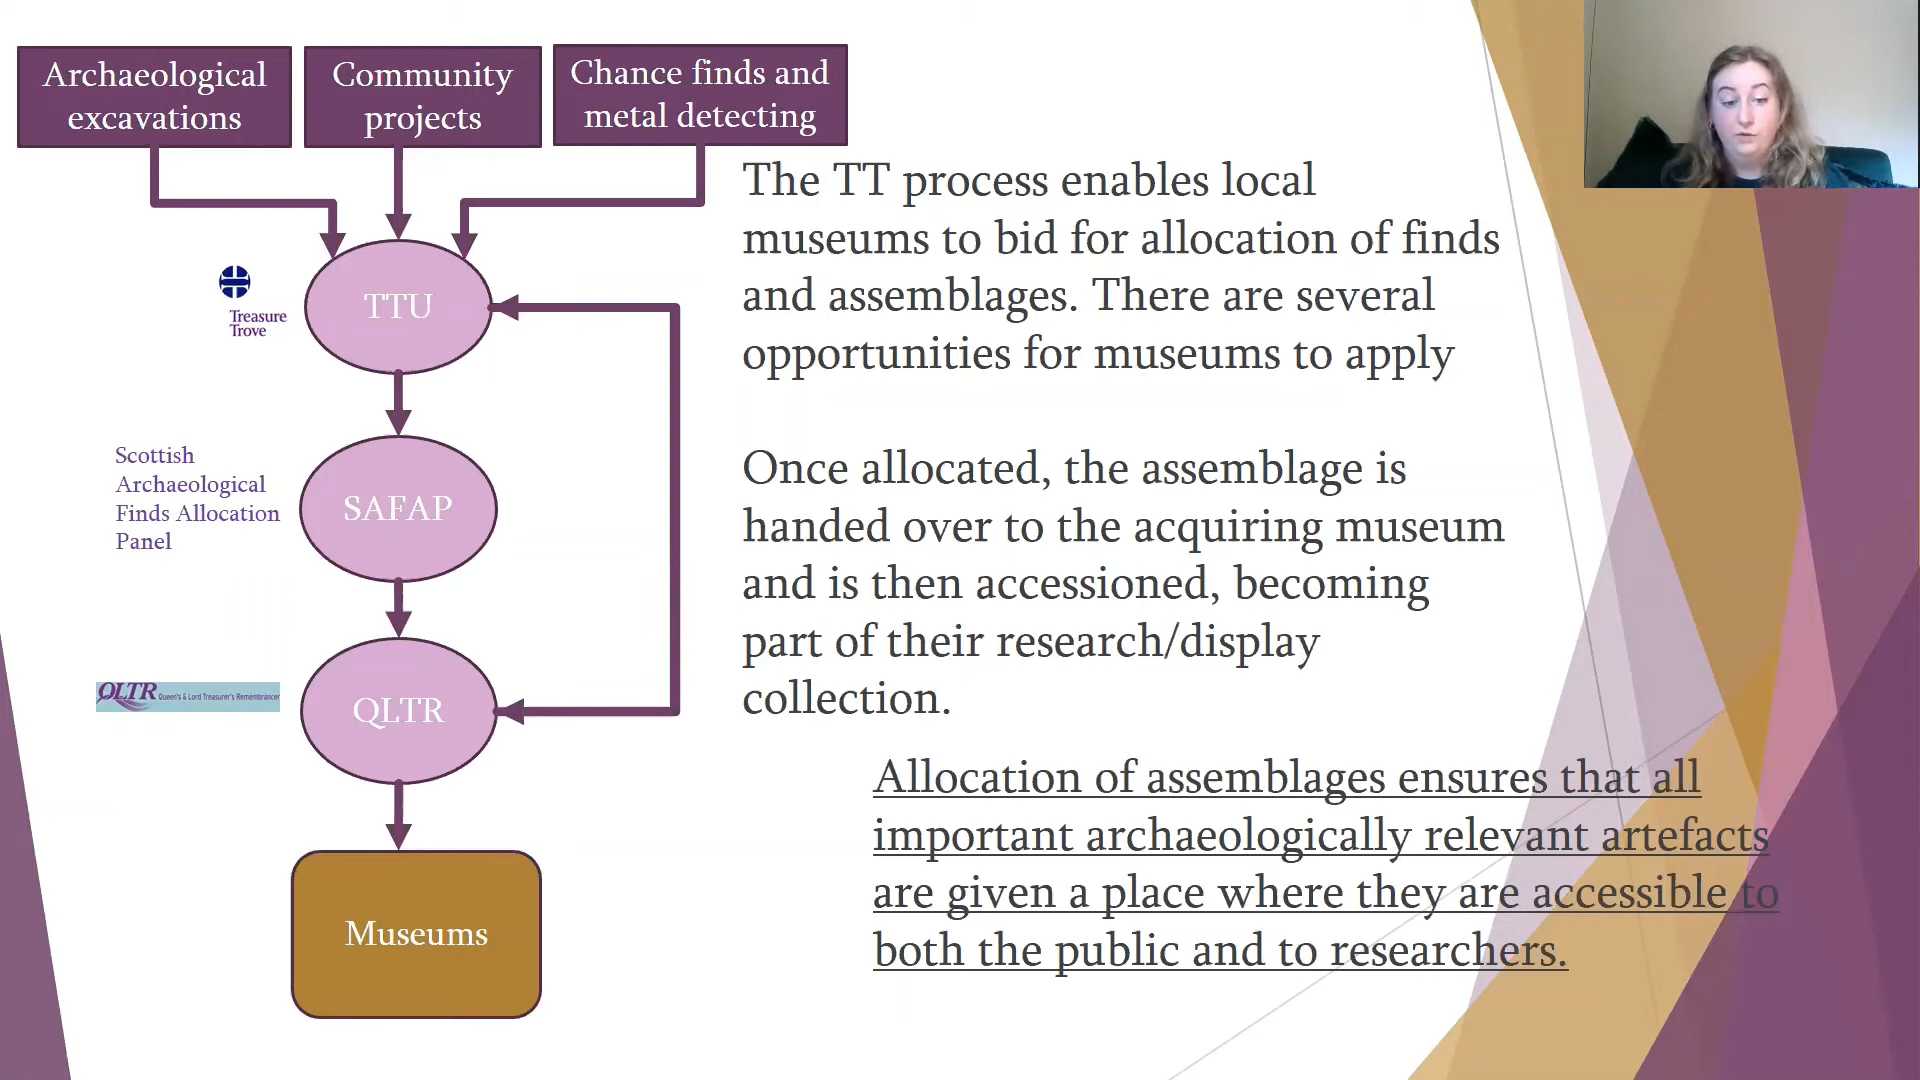 Archaeological
excavations
Community
projects
Chance finds and
metal detecting
TTU
Treasure
Trove
SAFAP
Scottish
Archaeological
Finds Allocation
Panel
QLTR
QLTR Queen's & Lord Treasurer's Remembrancer
Museums
The TT process enables local
museums to bid for allocation of finds
and assemblages. There are several
opportunities for museums to apply
Once allocated, the assemblage is
handed over to the acquiring museum
and is then accessioned, becoming
part of their research/display
collection.
Allocation of assemblages ensures that all
important archaeologically relevant artefacts
are given a place where they are accessible to
both the public and to researchers.